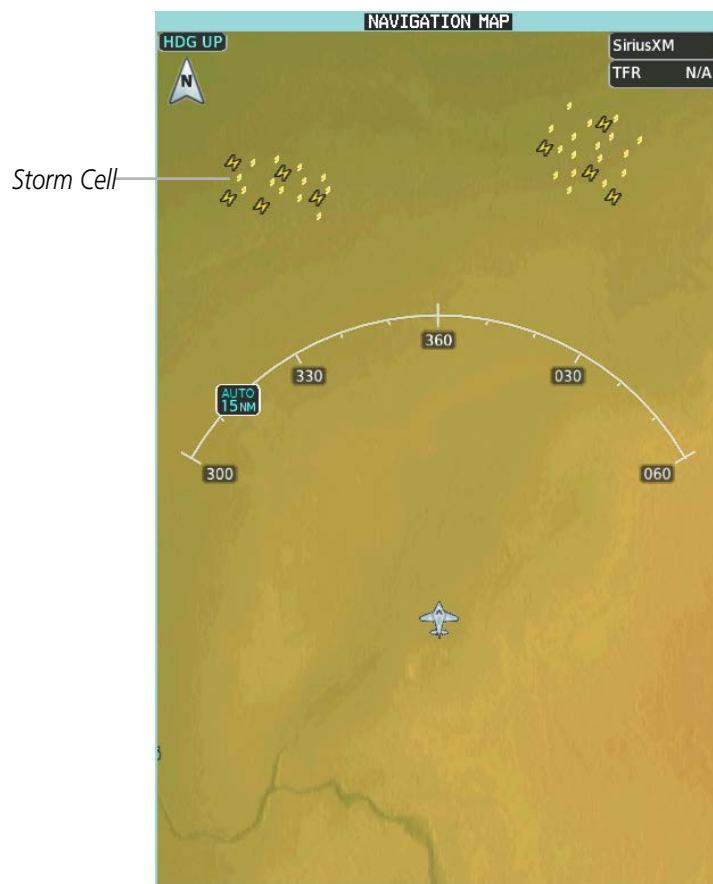 NAVIGATION MAP
HDG UP
SiriusXM
TFR N/A
N
Storm Cell
360
330
030
AUTO
15NM
300
060